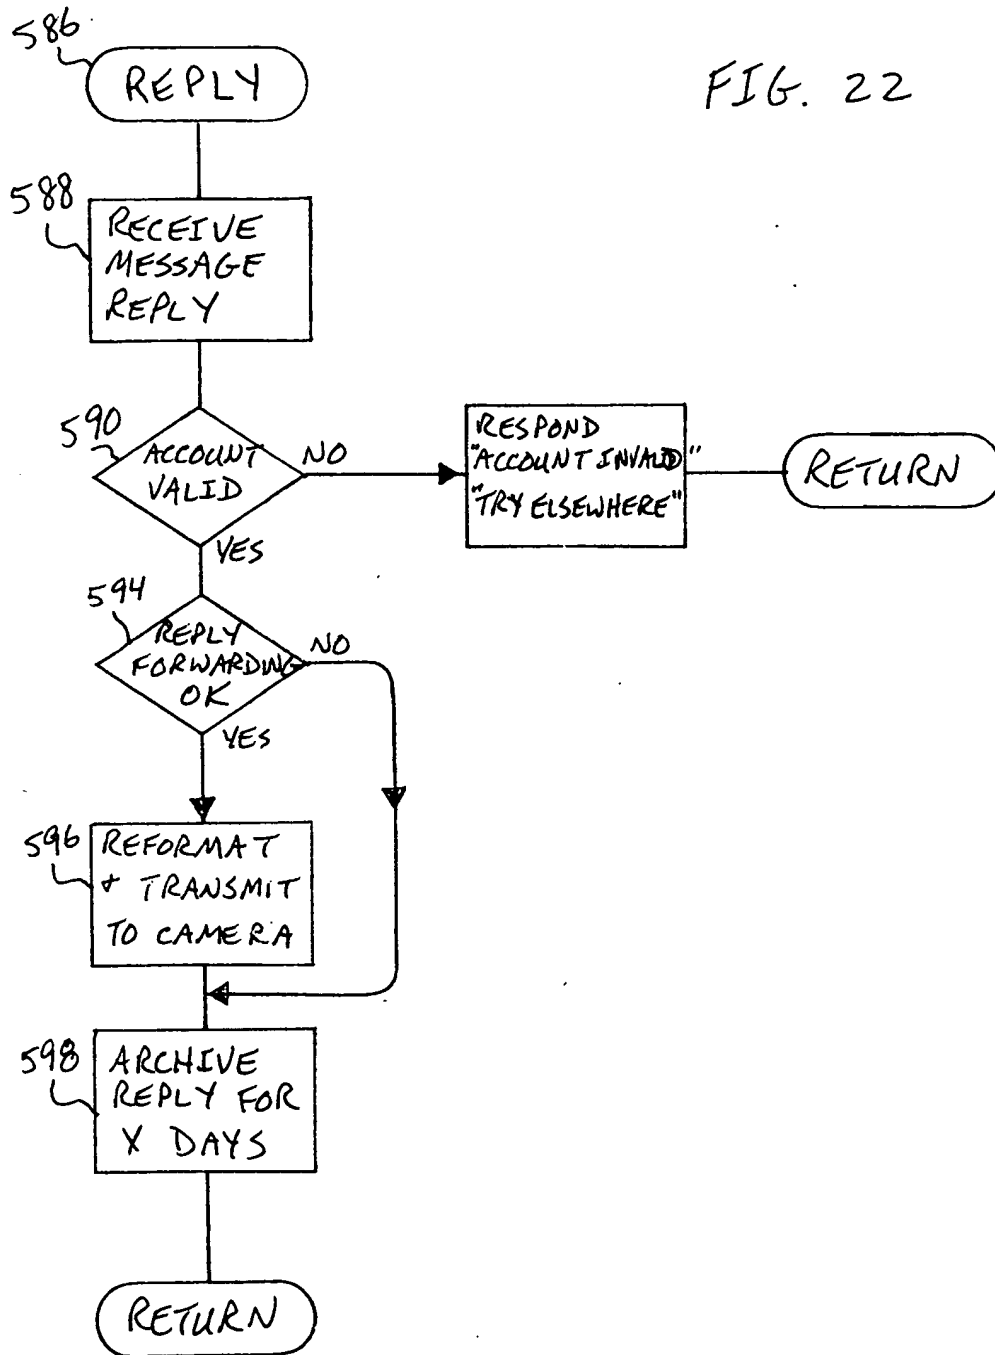 586
REPLY
FIG. 22
588
RECEIVE
MESSAGE
REPLY
590
ACCOUNT
VALID
NO
RESPOND
"ACCOUNT INVALID"
"TRY ELSEWHERE"
RETURN
YES
594
REPLY
FORWARDING
OK
NO
YES
596
REFORMAT
& TRANSMIT
TO CAMERA
598
ARCHIVE
REPLY FOR
X DAYS
RETURN